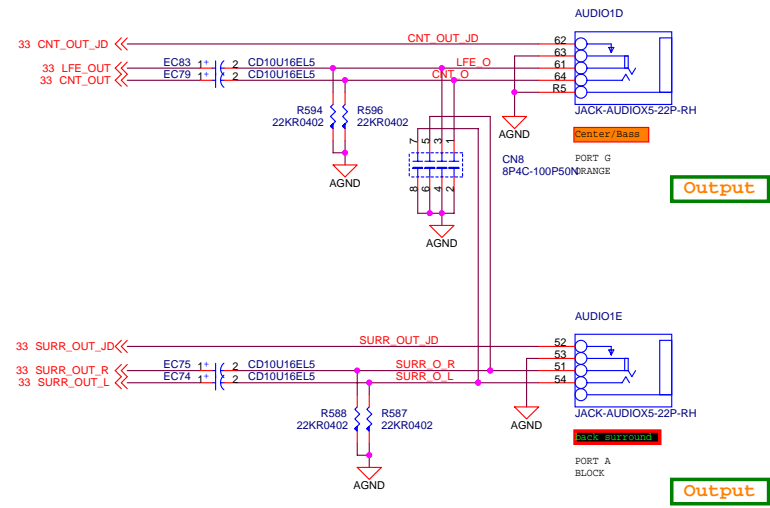 AUDIO1D
33 CNT_OUT_JD
CNT_OUT_JD
62
63
33 LFE_OUT
EC83 1 + 2 CD10U16EL5
LFE_O
61
33 CNT_OUT
EC79 1 + 2 CD10U16EL5
CNT_O
64
R5
R594
22KR0402
R596
22KR0402
JACK-AUDIOX5-22P-RH
AGND
Center/Bass
7 5 3 1
CN8
8P4C-100P50N
PORT G
ORANGE
8 6 4 2
AGND
Output
AGND
AUDIO1E
33 SURR_OUT_JD
SURR_OUT_JD
52
53
33 SURR_OUT_R
EC75 1 + 2 CD10U16EL5
SURR_O_R
51
33 SURR_OUT_L
EC74 1 + 2 CD10U16EL5
SURR_O_L
54
R588
22KR0402
R587
22KR0402
JACK-AUDIOX5-22P-RH
AGND
back surround
PORT A
BLOCK
AGND
Output